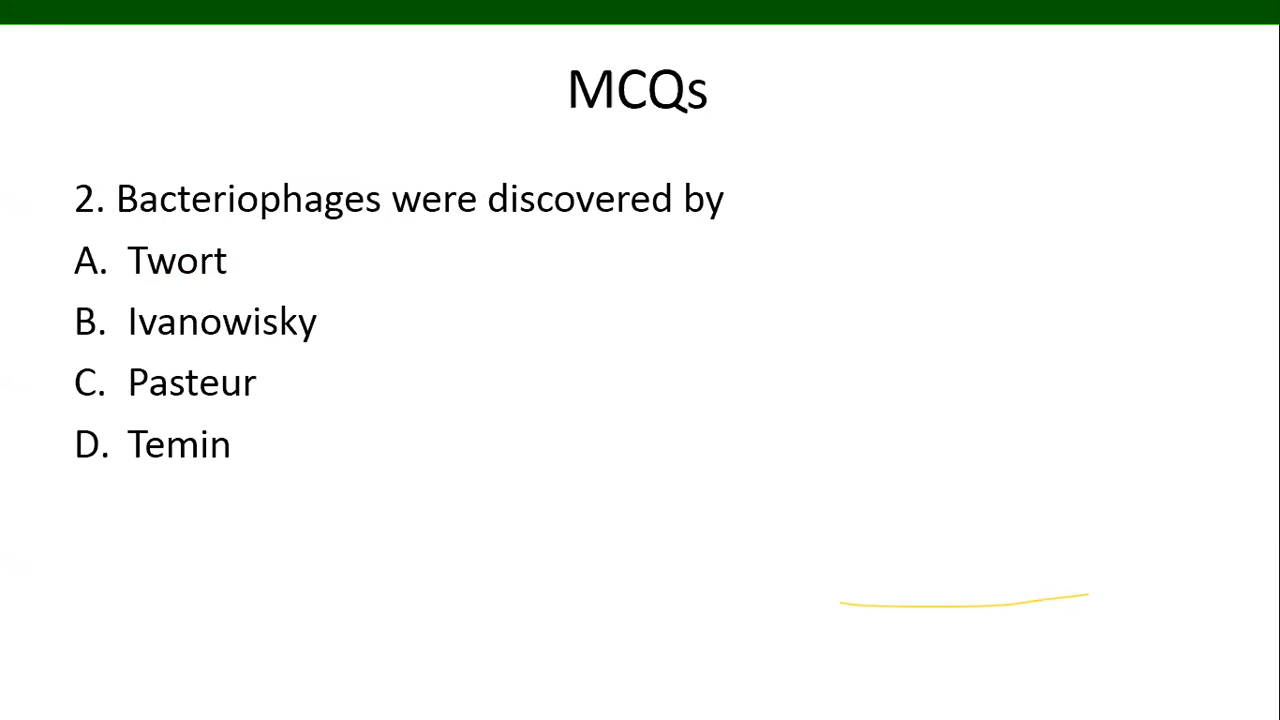 MCQs
2. Bacteriophages were discovered by
A. Twort
B. Ivanowisky
C. Pasteur
D. Temin